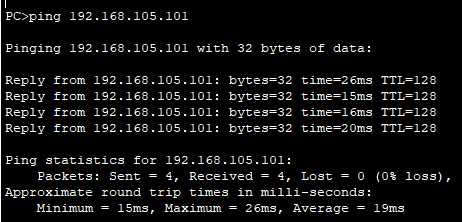 PC>ping 192.168.105.101
Pinging 192.168.105.101 with 32 bytes of data:
Reply from 192.168.105.101: bytes=32 time=26ms TTL=128
Reply from 192.168.105.101: bytes=32 time=15ms TTL=128
Reply from 192.168.105.101: bytes=32 time=16ms TTL=128
Reply from 192.168.105.101: bytes=32 time=20ms TTL=128
Ping statistics for 192.168.105.101:
    Packets: Sent = 4, Received = 4, Lost = 0 (0% loss),
Approximate round trip times in milli-seconds:
    Minimum = 15ms, Maximum = 26ms, Average = 19ms